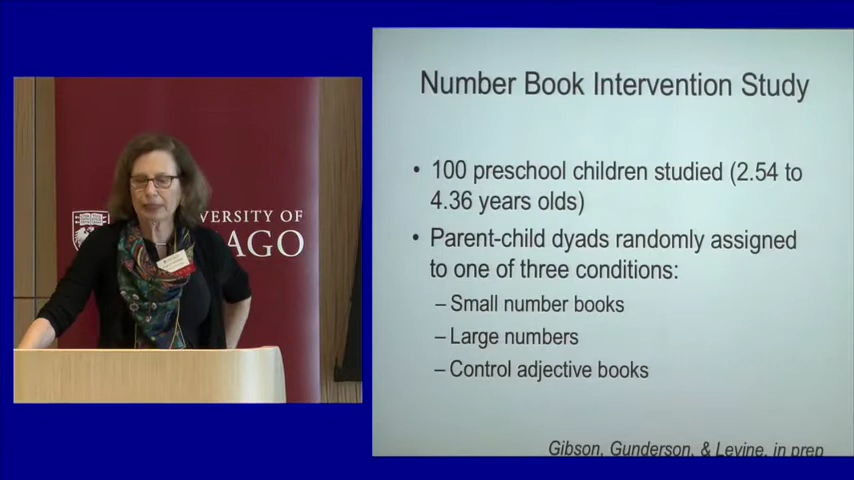 VERSITY OF
AGO
Number Book Intervention Study
• 100 preschool children studied (2.54 to
4.36 years olds)
• Parent-child dyads randomly assigned
to one of three conditions:
– Small number books
– Large numbers
– Control adjective books
Gibson, Gunderson, & Levine, in prep